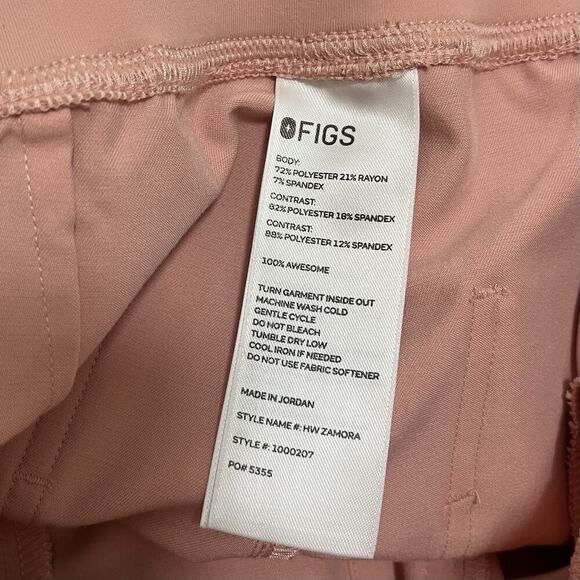 FIGS
BODY:
72% POLYESTER 21% RAYON
7% SPANDEX
CONTRAST:
82% POLYESTER 18% SPANDEX
CONTRAST:
88% POLYESTER 12% SPANDEX
100% AWESOME
TURN GARMENT INSIDE OUT
MACHINE WASH COLD
GENTLE CYCLE
DO NOT BLEACH
TUMBLE DRY LOW
COOL IRON IF NEEDED
DO NOT USE FABRIC SOFTENER
MADE IN JORDAN
STYLE NAME #: HW ZAMORA
STYLE #: 1000207
PO# 5355